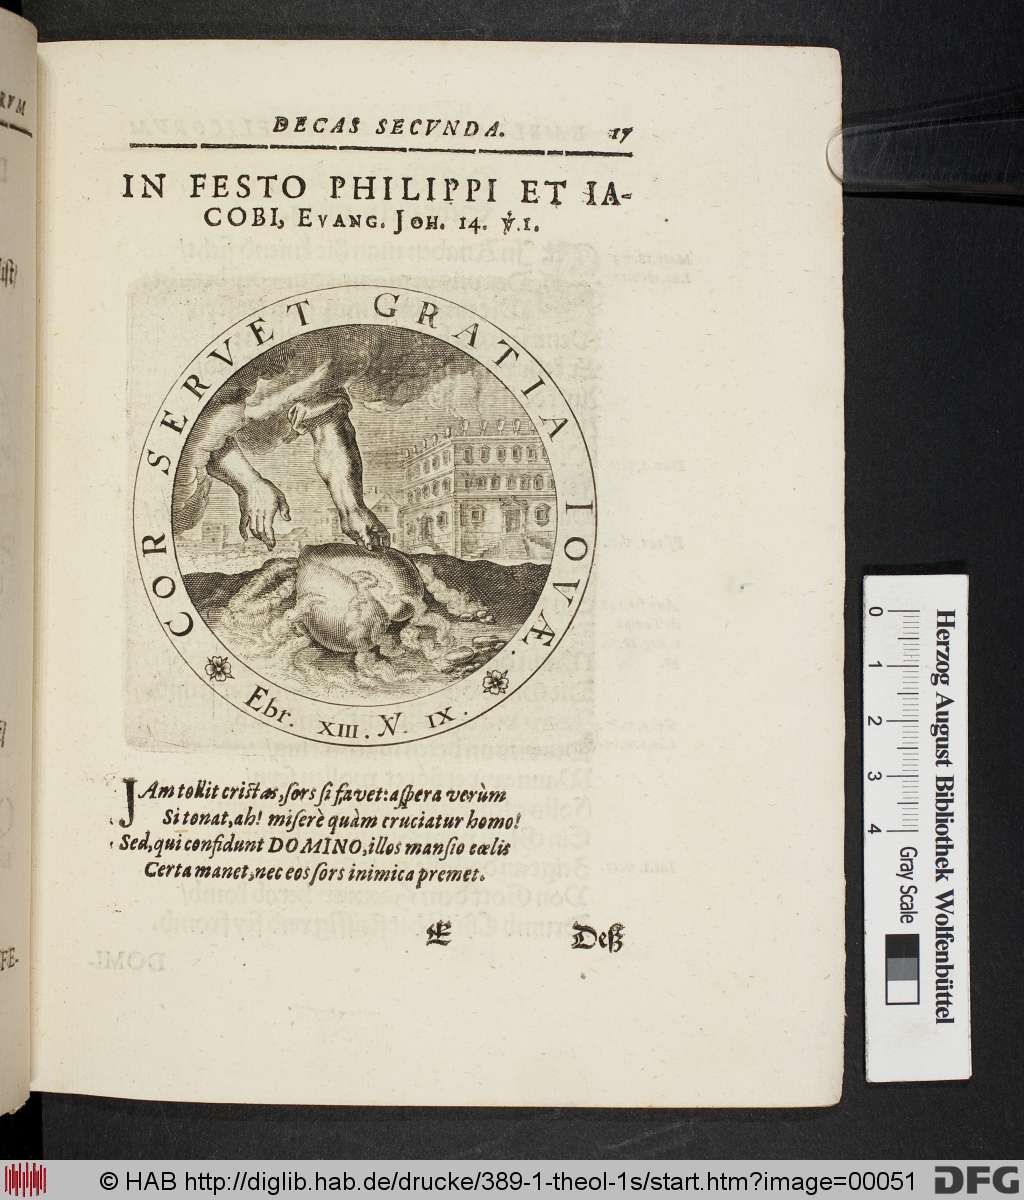 RVM
DECAS SECVNDA. 17
IN FESTO PHILIPPI ET IA-
COBI, EVANG. JOH. 14. ℣.1.
COR SERVET GRATIA IOVÆ.
Ebr. XIII. V. IX.
JAm tollit cristas, sors si favet: aspera verùm
Si tonat, ah! miserè quàm cruciatur homo!
Sed, qui confidunt DOMINO, illos mansio cœlis
Certa manet, nec eos sors inimica premet.
E Deß
FE-
0 1 2 3 4
Gray Scale
Herzog August Bibliothek Wolfenbüttel
© HAB http://diglib.hab.de/drucke/389-1-theol-1s/start.htm?image=00051
DFG